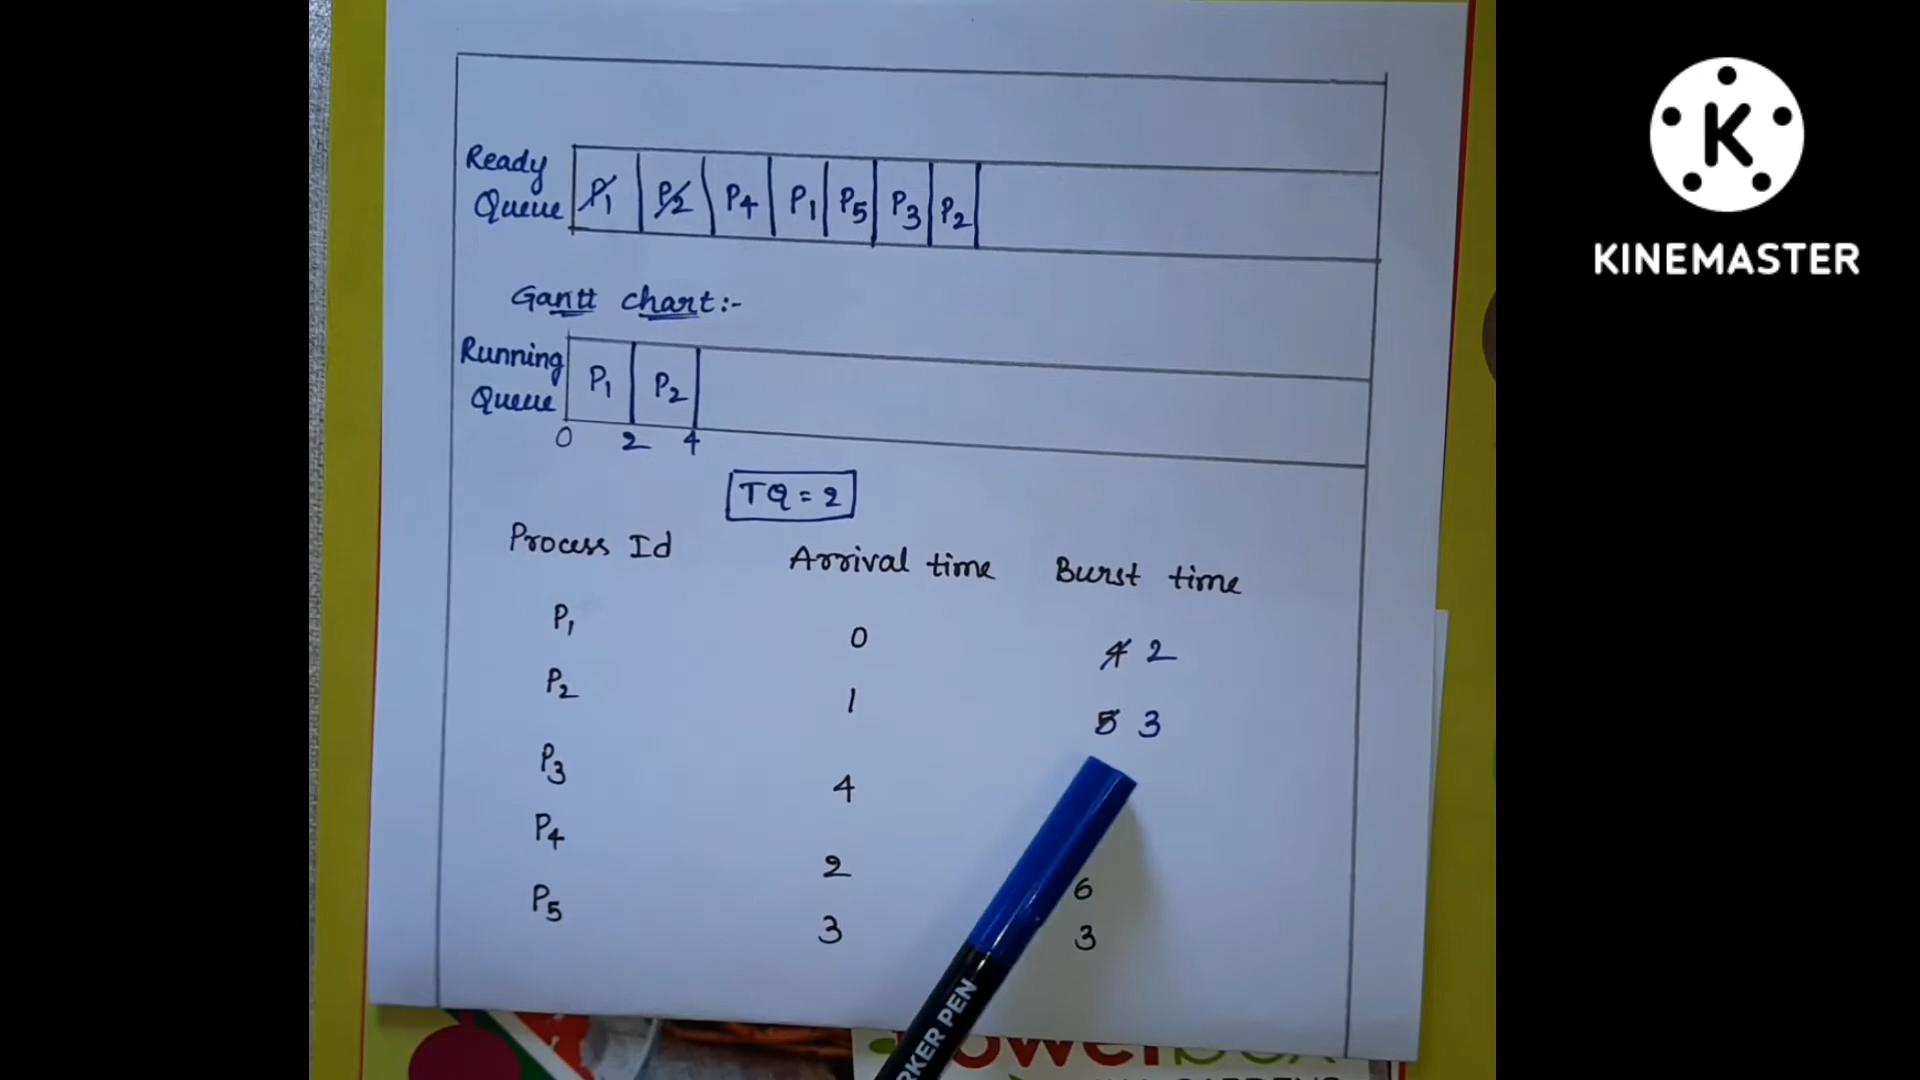 Ready
Queue P1 P2 P4 P1 P5 P3 P2
Gantt chart:-
Running
Queue P1 P2
0 2 4
TQ = 2
Process Id Arrival time Burst time
P1 0 4 2
P2 1 5 3
P3 4
P4 2 6
P5 3 3
RKER PEN
K
KINEMASTER